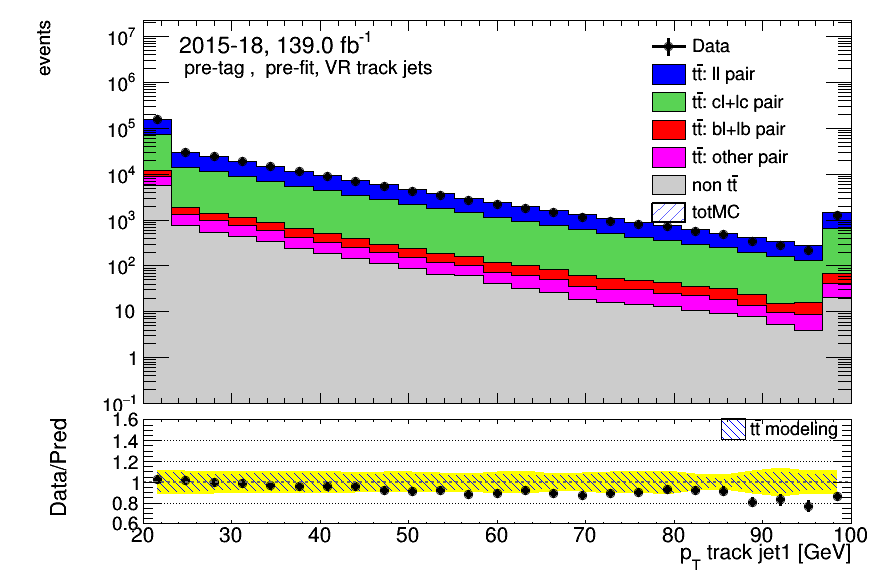 events
10⁷
10⁶
10⁵
10⁴
10³
10²
10
1
10⁻¹
2015-18, 139.0 fb⁻¹
pre-tag , pre-fit, VR track jets
Data
tt̄: ll pair
tt̄: cl+lc pair
tt̄: bl+lb pair
tt̄: other pair
non tt̄
totMC
Data/Pred
1.6
1.4
1.2
1
0.8
0.6
tt̄ modeling
20 30 40 50 60 70 80 90 100
p_T track jet1 [GeV]